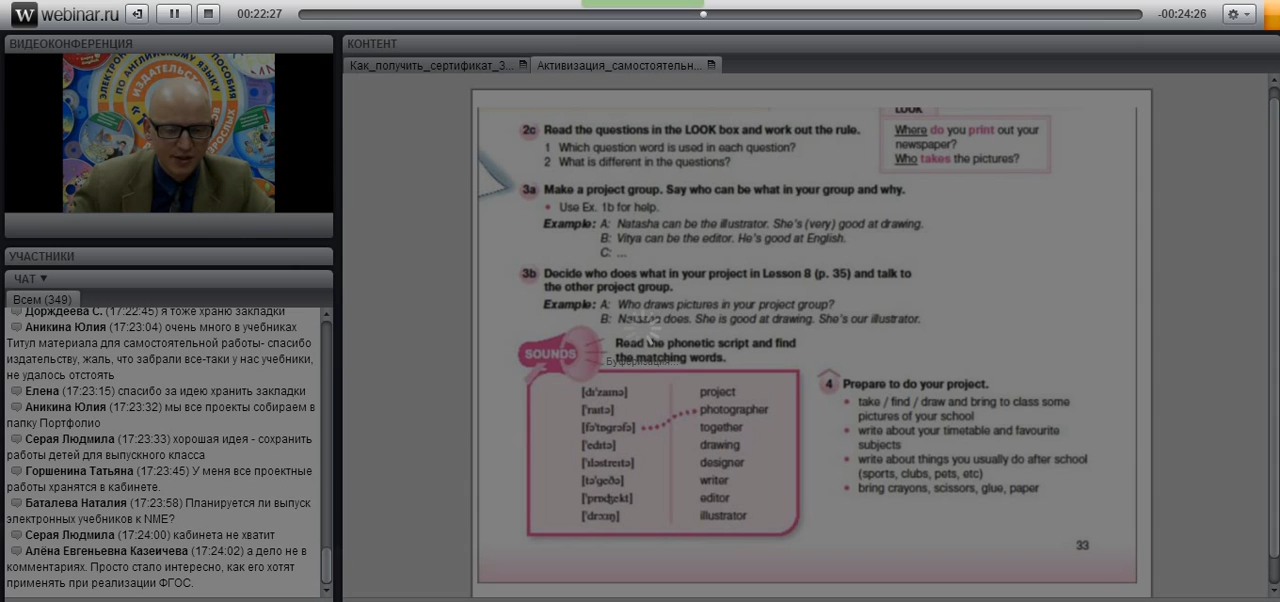 webinar.ru
00:22:27
-00:24:26
ВИДЕОКОНФЕРЕНЦИЯ
УЧАСТНИКИ
ЧАТ
Всем (349)
Дорждеева С. (17:22:45) я тоже храню закладки
Аникина Юлия (17:23:04) очень много в учебниках
Титул материала для самостоятельной работы- спасибо
издательству, жаль, что забрали все-таки у нас учебники,
не удалось отстоять
Елена (17:23:15) спасибо за идею хранить закладки
Аникина Юлия (17:23:32) мы все проекты собираем в
папку Портфолио
Серая Людмила (17:23:33) хорошая идея - сохранить
работы детей для выпускного класса
Горшенина Татьяна (17:23:45) У меня все проектные
работы хранятся в кабинете.
Баталева Наталия (17:23:58) Планируется ли выпуск
электронных учебников к NME?
Серая Людмила (17:24:00) кабинета не хватит
Алёна Евгеньевна Казеичева (17:24:02) а дело не в
комментариях. Просто стало интересно, как его хотят
применять при реализации ФГОС.
КОНТЕНТ
Как_получить_сертификат_3...
Активизация_самостоятельн...
LOOK
Where do you print out your
newspaper?
Who takes the pictures?
2c Read the questions in the LOOK box and work out the rule.
1 Which question word is used in each question?
2 What is different in the questions?
3a Make a project group. Say who can be what in your group and why.
• Use Ex. 1b for help.
Example: A: Natasha can be the illustrator. She's (very) good at drawing.
B: Vitya can be the editor. He's good at English.
C: ...
3b Decide who does what in your project in Lesson 8 (p. 35) and talk to
the other project group.
Example: A: Who draws pictures in your project group?
B: Natasha does. She is good at drawing. She's our illustrator.
SOUNDS
Read the phonetic script and find
the matching words.
Буферизация...
[dɪ'zaɪnə] project
['raɪtə] photographer
[fə'tɒgrəfə] together
['edɪtə] drawing
['ɪləstreɪtə] designer
[tə'geðə] writer
['prɒʤekt] editor
['drɔːɪŋ] illustrator
4 Prepare to do your project.
• take / find / draw and bring to class some
pictures of your school
• write about your timetable and favourite
subjects
• write about things you usually do after school
(sports, clubs, pets, etc)
• bring crayons, scissors, glue, paper
33